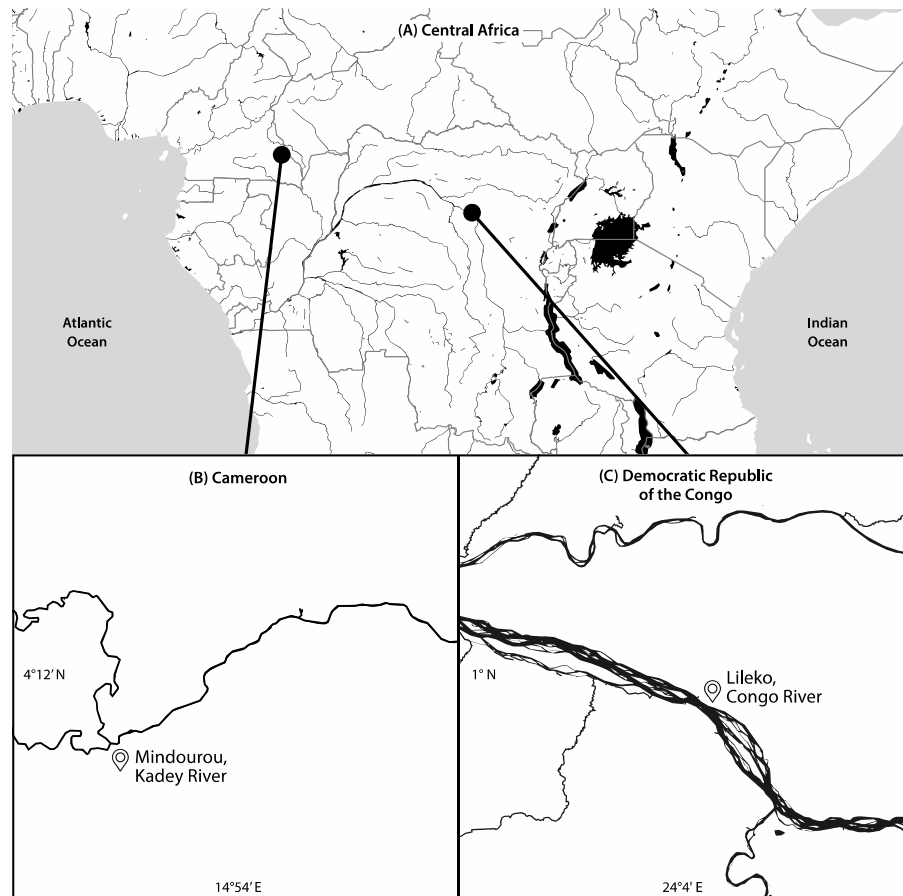 (A) Central Africa
Atlantic
Ocean
Indian
Ocean
(B) Cameroon
4°12′ N
Mindourou,
Kadey River
14°54′ E
(C) Democratic Republic
of the Congo
1° N
Lileko,
Congo River
24°4′ E